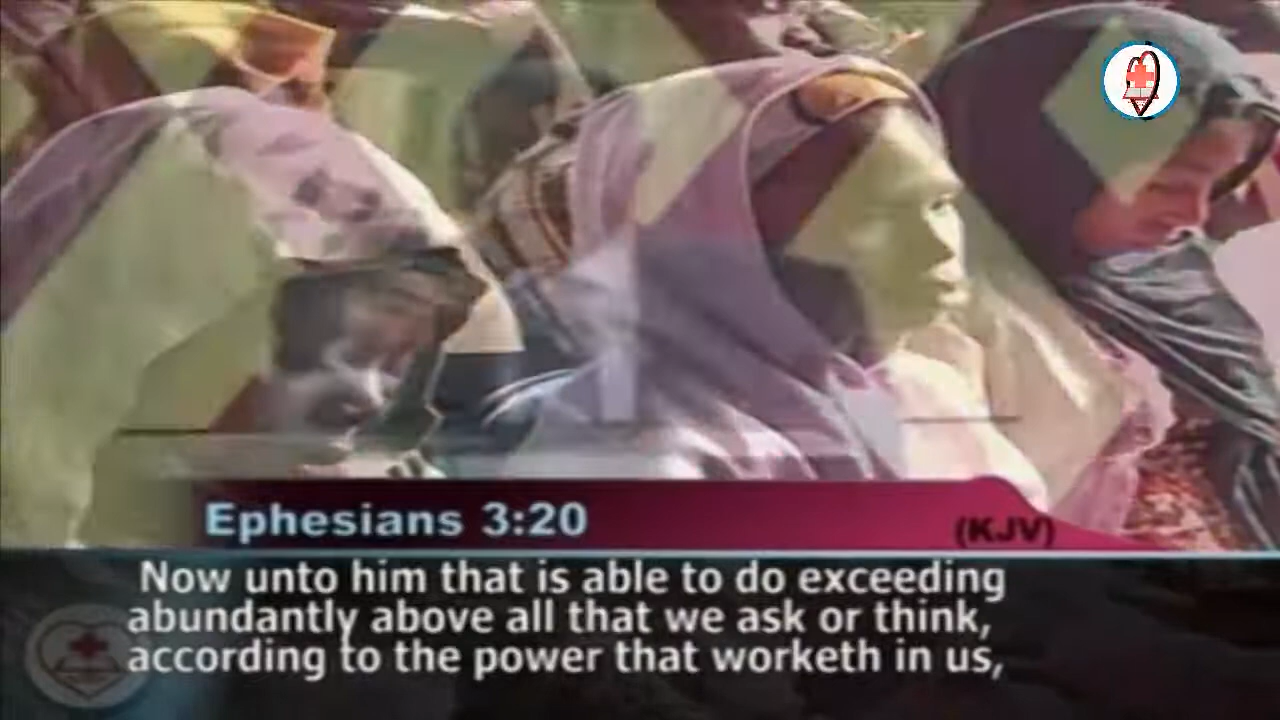 Ephesians 3:20
(KJV)
Now unto him that is able to do exceeding
abundantly above all that we ask or think,
according to the power that worketh in us,